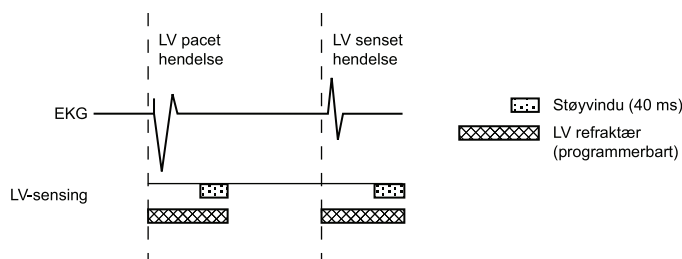 LV pacet
hendelse
LV senset
hendelse
EKG
Støyvindu (40 ms)
LV refraktær
(programmerbart)
LV-sensing